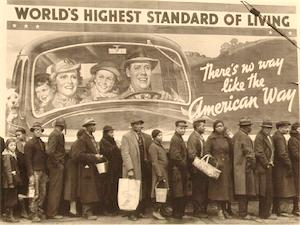 WORLD'S HIGHEST STANDARD OF LIVING
There's no way
like the
American Way